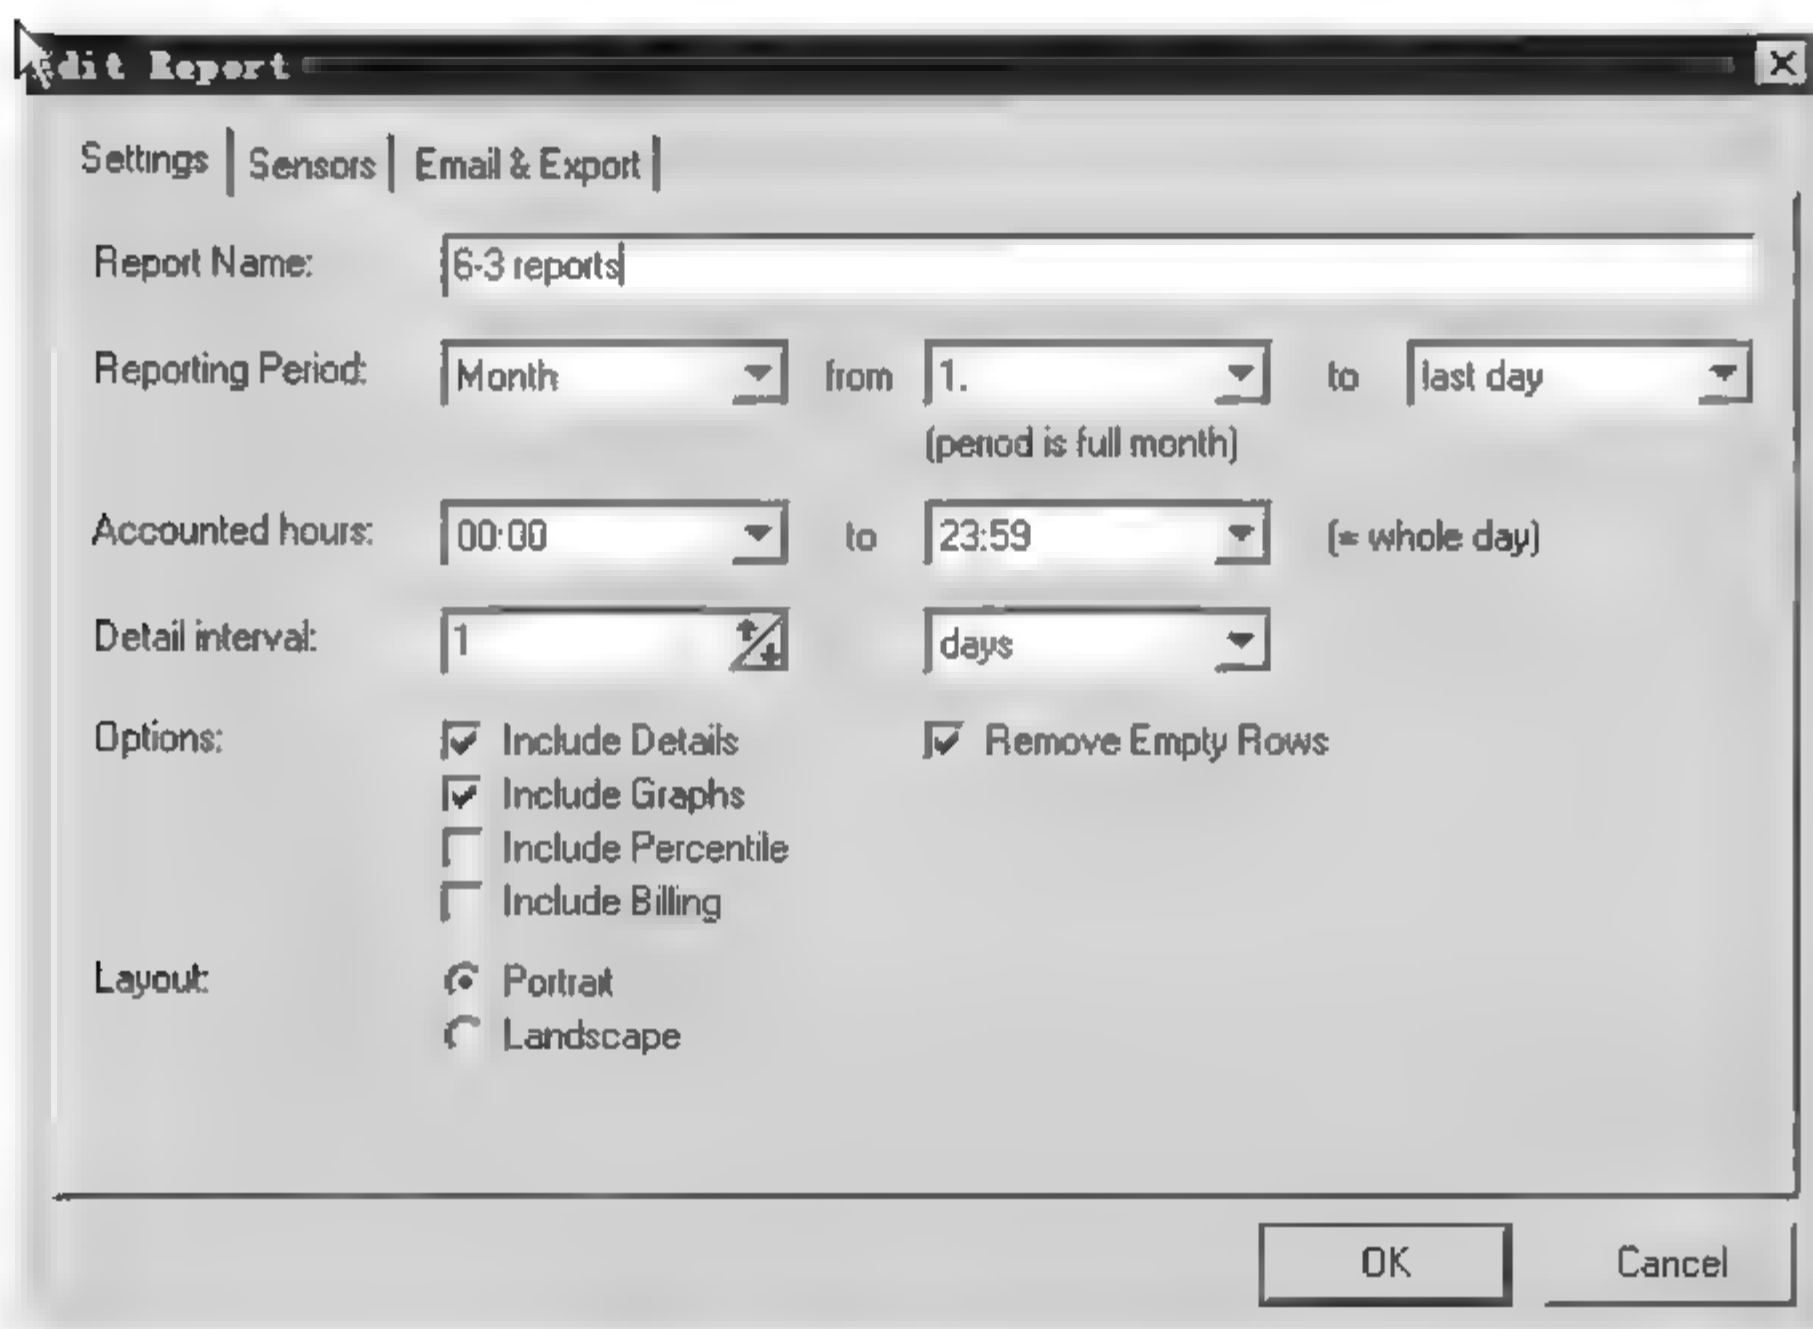 Edit Report
Settings Sensors Email & Export
Report Name: 6-3 reports
Reporting Period: Month from 1. to last day
(period is full month)
Accounted hours: 00:00 to 23:59 (= whole day)
Detail interval: 1 days
Options: Include Details Remove Empty Rows
Include Graphs
Include Percentile
Include Billing
Layout: Portrait
Landscape
OK Cancel